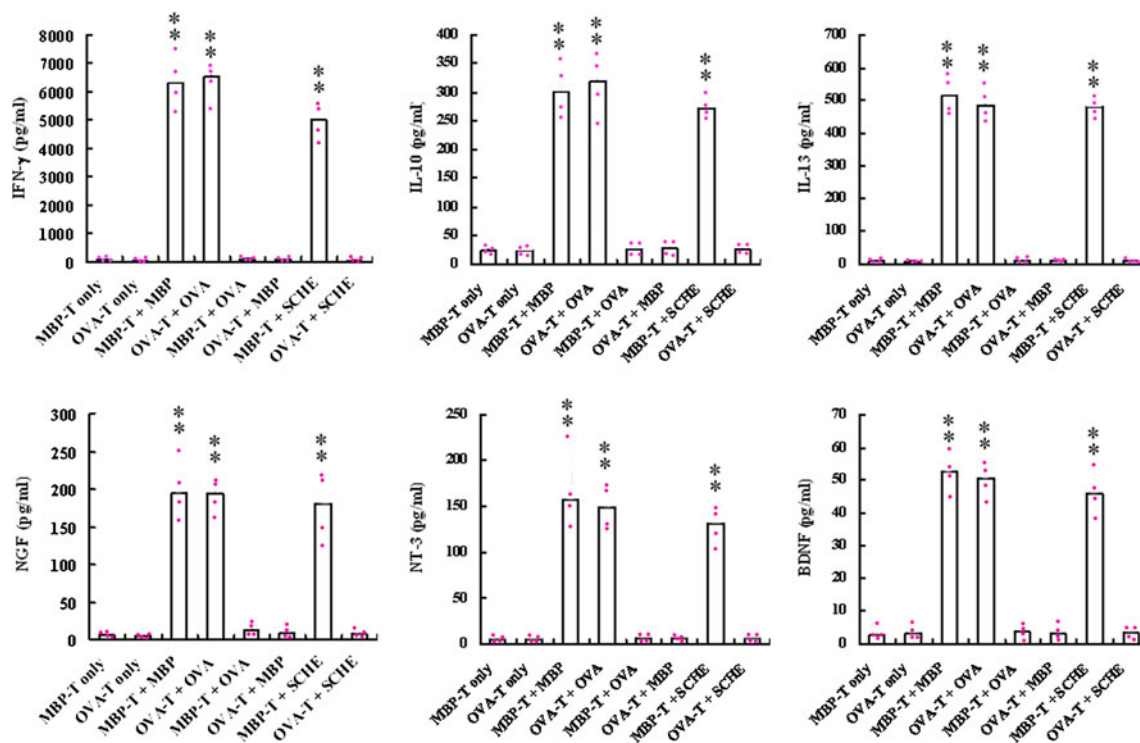 IFN-γ (pg/ml)
8000
7000
6000
5000
4000
3000
2000
1000
0
** ** **
MBP-T only
OVA-T only
MBP-T + MBP
OVA-T + OVA
MBP-T + OVA
OVA-T + MBP
MBP-T + SCHE
OVA-T + SCHE
IL-10 (pg/ml)
400
350
300
250
200
150
100
50
0
** ** **
MBP-T only
OVA-T only
MBP-T + MBP
OVA-T + OVA
MBP-T + OVA
OVA-T + MBP
MBP-T + SCHE
OVA-T + SCHE
IL-13 (pg/ml)
700
600
500
400
300
200
100
0
** ** **
MBP-T only
OVA-T only
MBP-T + MBP
OVA-T + OVA
MBP-T + OVA
OVA-T + MBP
MBP-T + SCHE
OVA-T + SCHE
NGF (pg/ml)
300
250
200
150
100
50
0
** ** **
MBP-T only
OVA-T only
MBP-T + MBP
OVA-T + OVA
MBP-T + OVA
OVA-T + MBP
MBP-T + SCHE
OVA-T + SCHE
NT-3 (pg/ml)
250
200
150
100
50
0
** ** **
MBP-T only
OVA-T only
MBP-T + MBP
OVA-T + OVA
MBP-T + OVA
OVA-T + MBP
MBP-T + SCHE
OVA-T + SCHE
BDNF (pg/ml)
70
60
50
40
30
20
10
0
** ** **
MBP-T only
OVA-T only
MBP-T + MBP
OVA-T + OVA
MBP-T + OVA
OVA-T + MBP
MBP-T + SCHE
OVA-T + SCHE